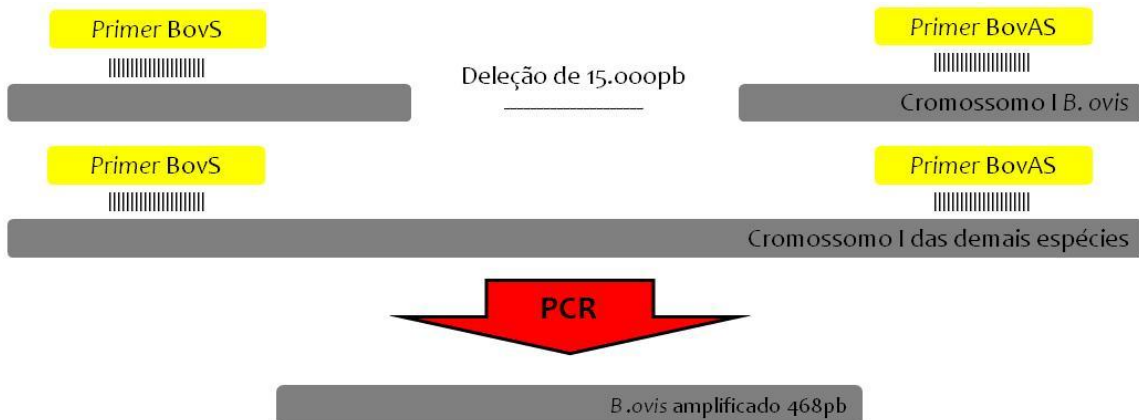 Primer BovS
Primer BovAS
Deleção de 15.000pb
Cromossomo I B. ovis
Primer BovS
Primer BovAS
Cromossomo I das demais espécies
PCR
B.ovis amplificado 468pb